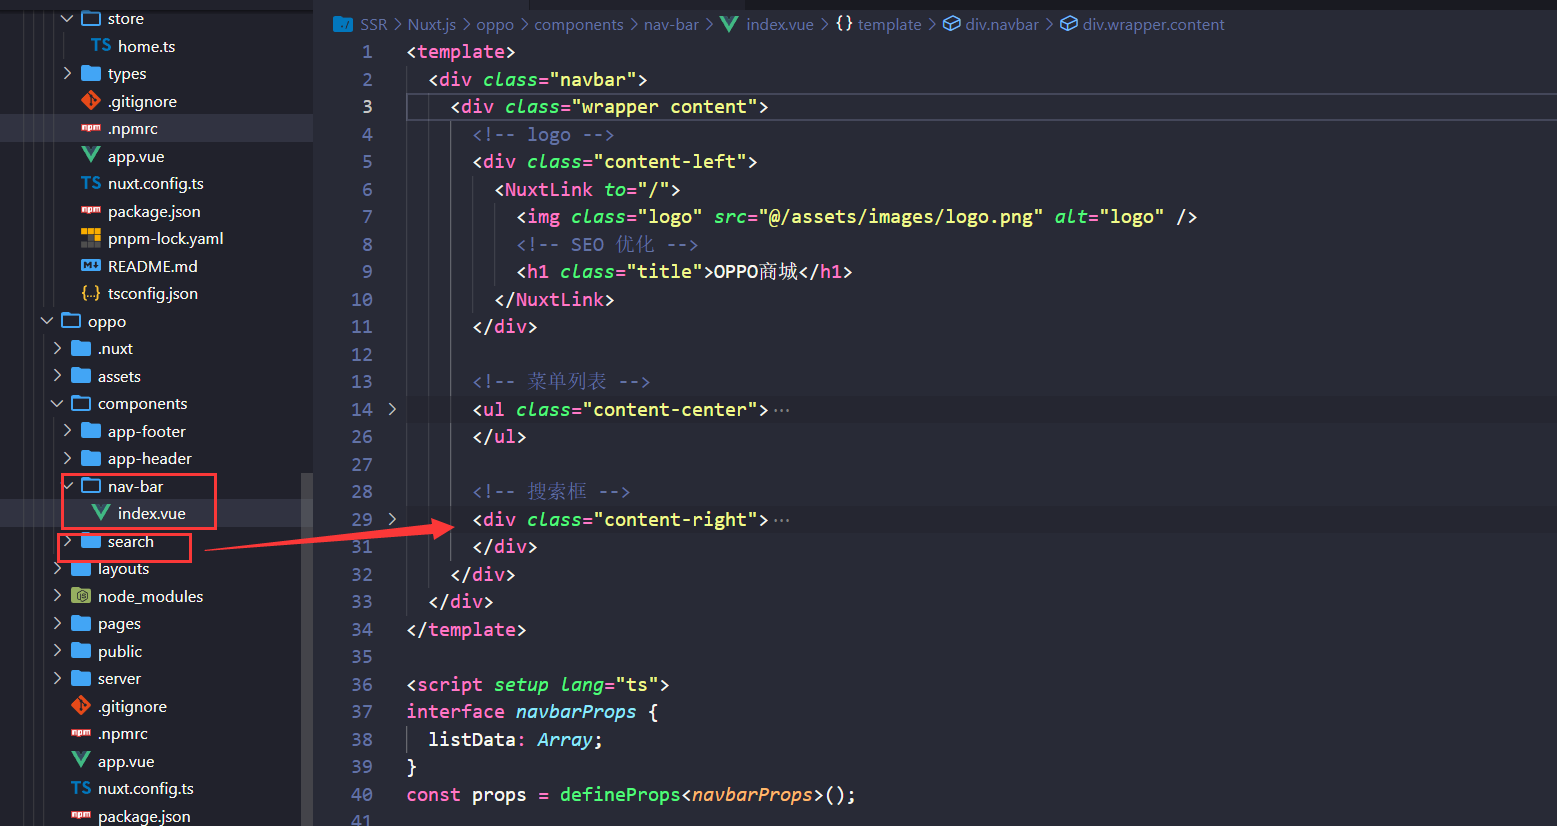 store
home.ts
types
.gitignore
.npmrc
app.vue
nuxt.config.ts
package.json
pnpm-lock.yaml
README.md
tsconfig.json
oppo
.nuxt
assets
components
app-footer
app-header
nav-bar
index.vue
search
layouts
node_modules
pages
public
server
.gitignore
.npmrc
app.vue
nuxt.config.ts
package.json
SSR > Nuxt.js > oppo > components > nav-bar > index.vue > {} template > div.navbar > div.wrapper.content
1 <template>
2 <div class="navbar">
3 <div class="wrapper content">
4 <!-- logo -->
5 <div class="content-left">
6 <NuxtLink to="/">
7 <img class="logo" src="@/assets/images/logo.png" alt="logo" />
8 <!-- SEO 优化 -->
9 <h1 class="title">OPPO商城</h1>
10 </NuxtLink>
11 </div>
12
13 <!-- 菜单列表 -->
14 <ul class="content-center">···
26 </ul>
27
28 <!-- 搜索框 -->
29 <div class="content-right">···
31 </div>
32 </div>
33 </div>
34 </template>
35
36 <script setup lang="ts">
37 interface navbarProps {
38 listData: Array;
39 }
40 const props = defineProps<navbarProps>();
41